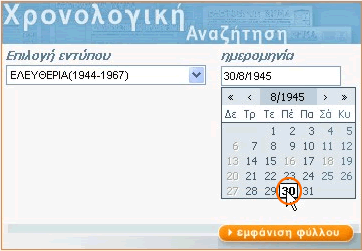 Χρονολογική
Αναζήτηση
Επιλογή εντύπου
ημερομηνία
ΕΛΕΥΘΕΡΙΑ(1944-1967)
30/8/1945
« ‹ 8/1945 › »
Δε Τρ Τε Πέ Πα Σά Κυ
1 2 3 4 5
6 7 8 9 10 11 12
13 14 15 16 17 18 19
20 21 22 23 24 25 26
27 28 29 30 31
εμφάνιση φύλλου